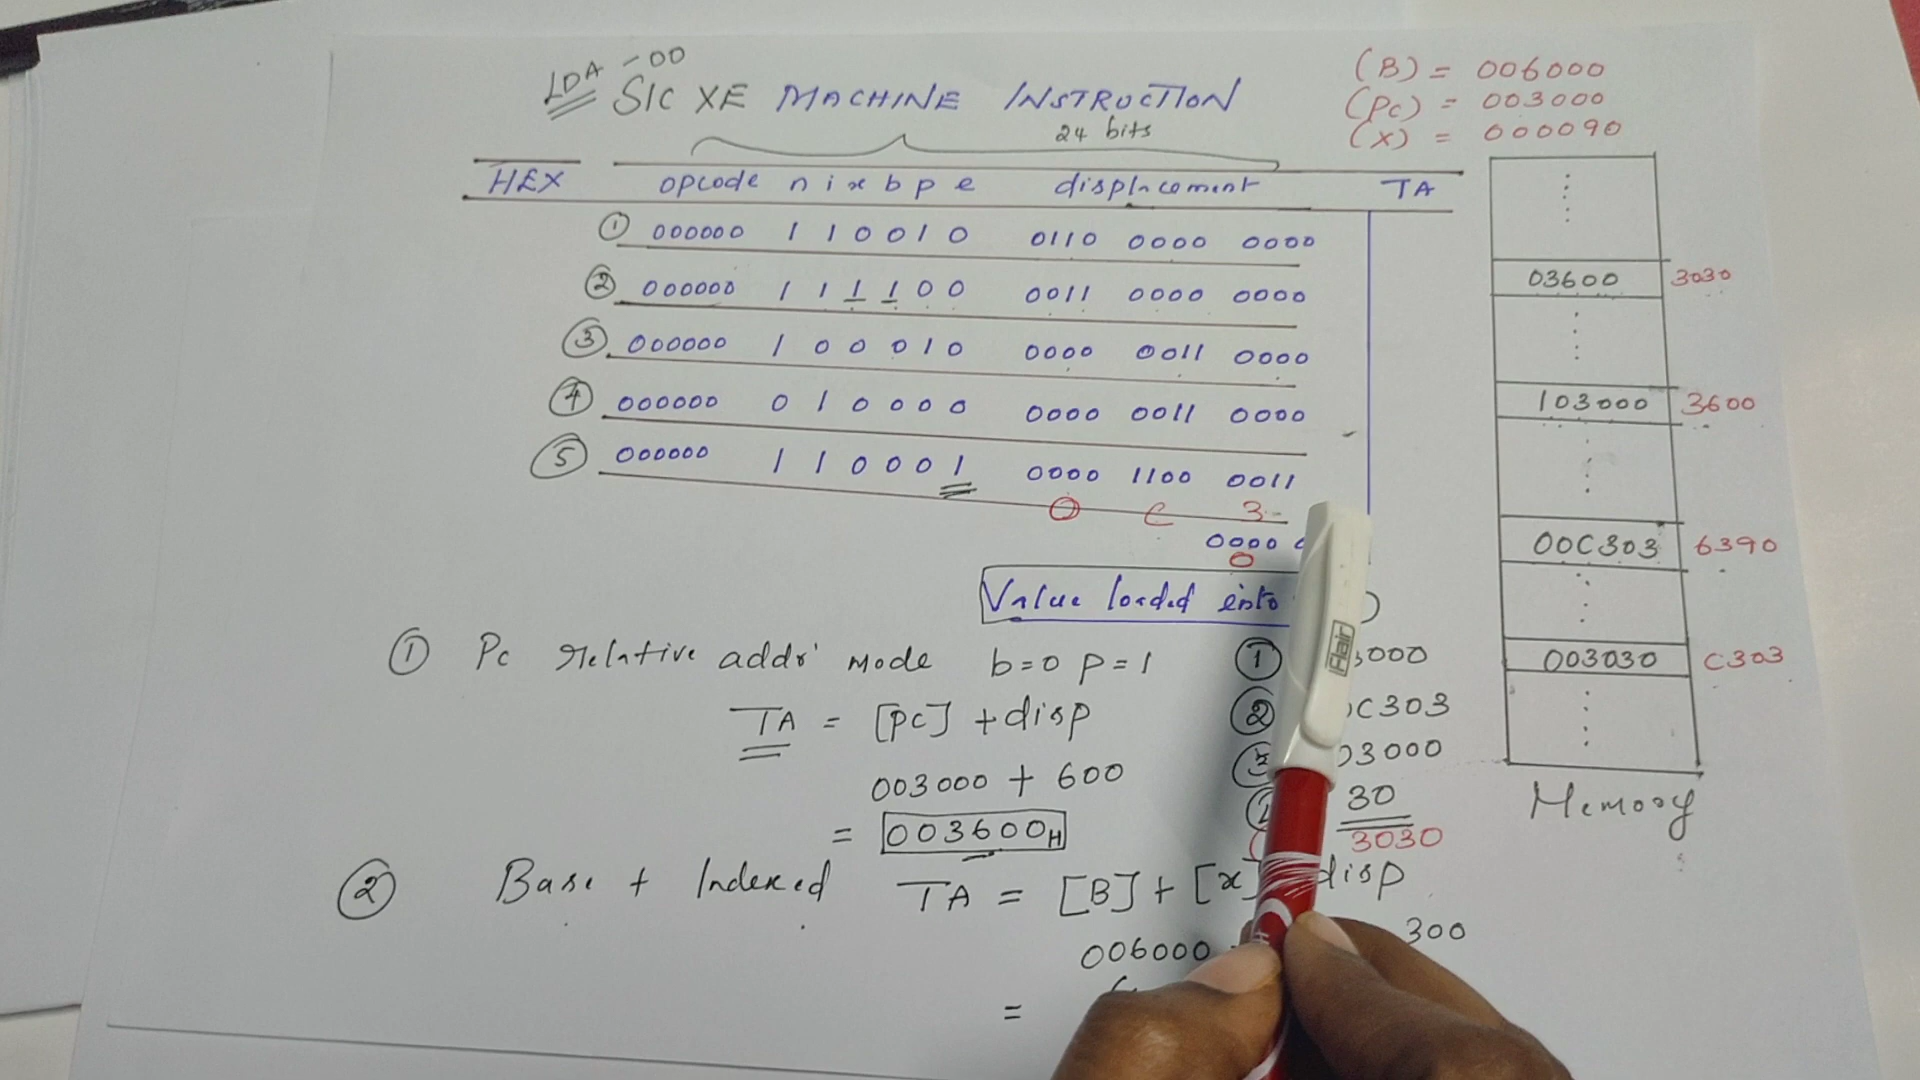 LDA - 00
SIC XE MACHINE INSTRUCTION
24 bits
(B) = 006000
(PC) = 003000
(X) = 000090
HEX opcode n i x b p e displacement TA
① 000000 1 1 0 0 1 0 0110 0000 0000
② 000000 1 1 1 1 0 0 0011 0000 0000
③ 000000 1 0 0 0 1 0 0000 0011 0000
④ 000000 0 1 0 0 0 0 0000 0011 0000
⑤ 000000 1 1 0 0 0 1 0000 1100 0011
0 C 3
0000
0
Value loaded into
① PC relative addr' mode b=0 p=1
TA = [PC] + disp
003000 + 600
= 003600H
① 3000
② C303
③ 03000
30
3030
② Base + Indexed TA = [B] + [x] disp
006000 300
=
03600 3030
103000 3600
00C303 6390
003030 C303
Memory
Flair